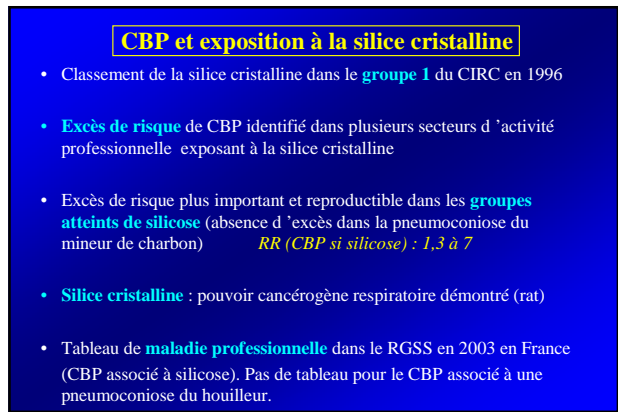 CBP et exposition à la silice cristalline
• Classement de la silice cristalline dans le groupe 1 du CIRC en 1996
• Excès de risque de CBP identifié dans plusieurs secteurs d ’activité
professionnelle exposant à la silice cristalline
• Excès de risque plus important et reproductible dans les groupes
atteints de silicose (absence d ’excès dans la pneumoconiose du
mineur de charbon) RR (CBP si silicose) : 1,3 à 7
• Silice cristalline : pouvoir cancérogène respiratoire démontré (rat)
• Tableau de maladie professionnelle dans le RGSS en 2003 en France
(CBP associé à silicose). Pas de tableau pour le CBP associé à une
pneumoconiose du houilleur.